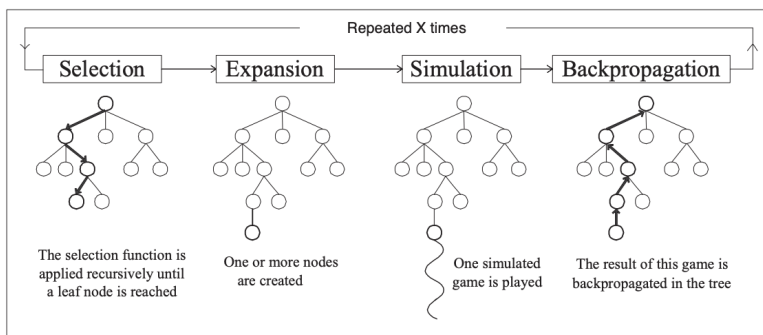 Repeated X times
Selection
Expansion
Simulation
Backpropagation
The selection function is
applied recursively until
a leaf node is reached
One or more nodes
are created
One simulated
game is played
The result of this game is
backpropagated in the tree